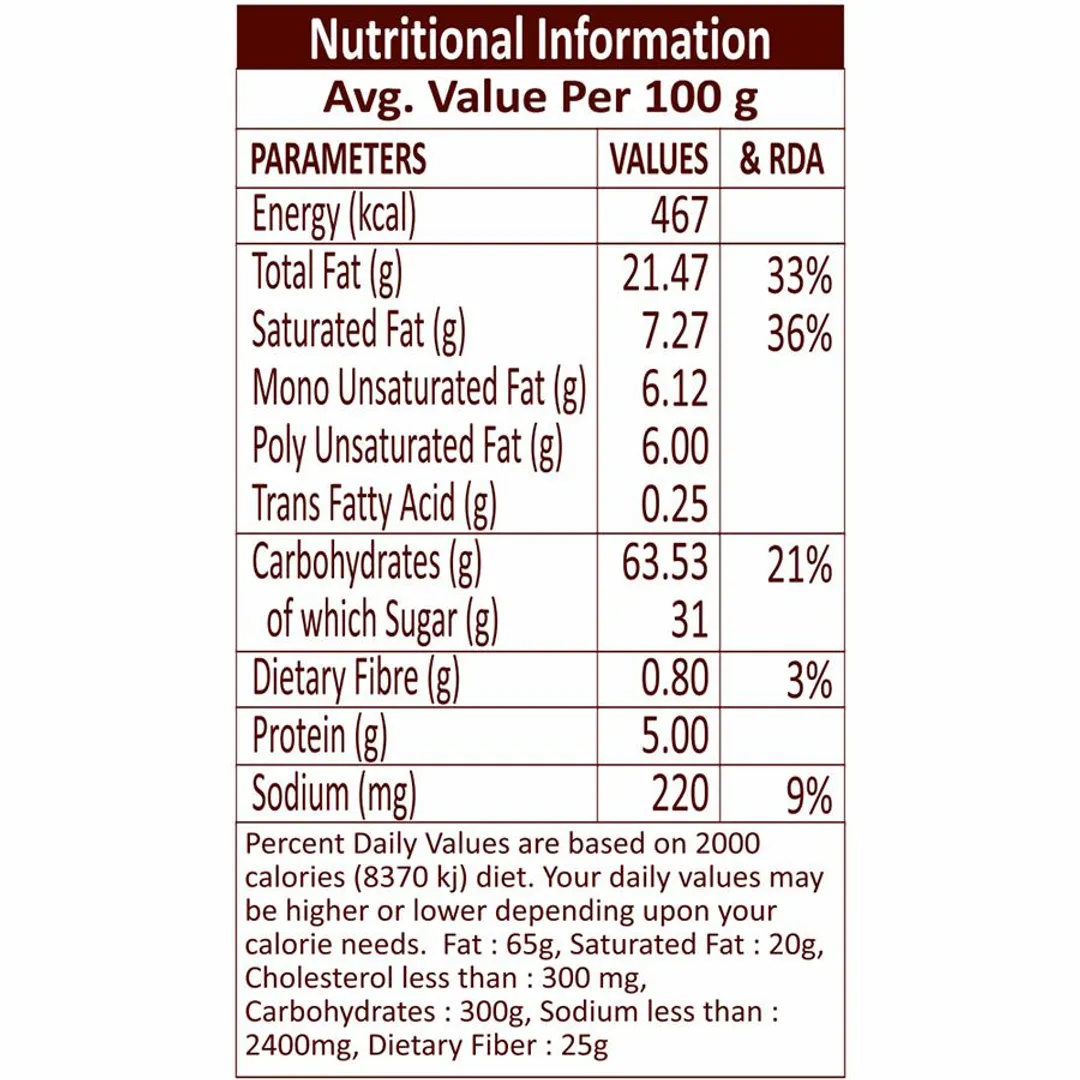 Nutritional Information
Avg. Value Per 100 g
PARAMETERS VALUES & RDA
Energy (kcal) 467
Total Fat (g) 21.47 33%
Saturated Fat (g) 7.27 36%
Mono Unsaturated Fat (g) 6.12
Poly Unsaturated Fat (g) 6.00
Trans Fatty Acid (g) 0.25
Carbohydrates (g) 63.53 21%
of which Sugar (g) 31
Dietary Fibre (g) 0.80 3%
Protein (g) 5.00
Sodium (mg) 220 9%
Percent Daily Values are based on 2000
calories (8370 kj) diet. Your daily values may
be higher or lower depending upon your
calorie needs. Fat : 65g, Saturated Fat : 20g,
Cholesterol less than : 300 mg,
Carbohydrates : 300g, Sodium less than :
2400mg, Dietary Fiber : 25g